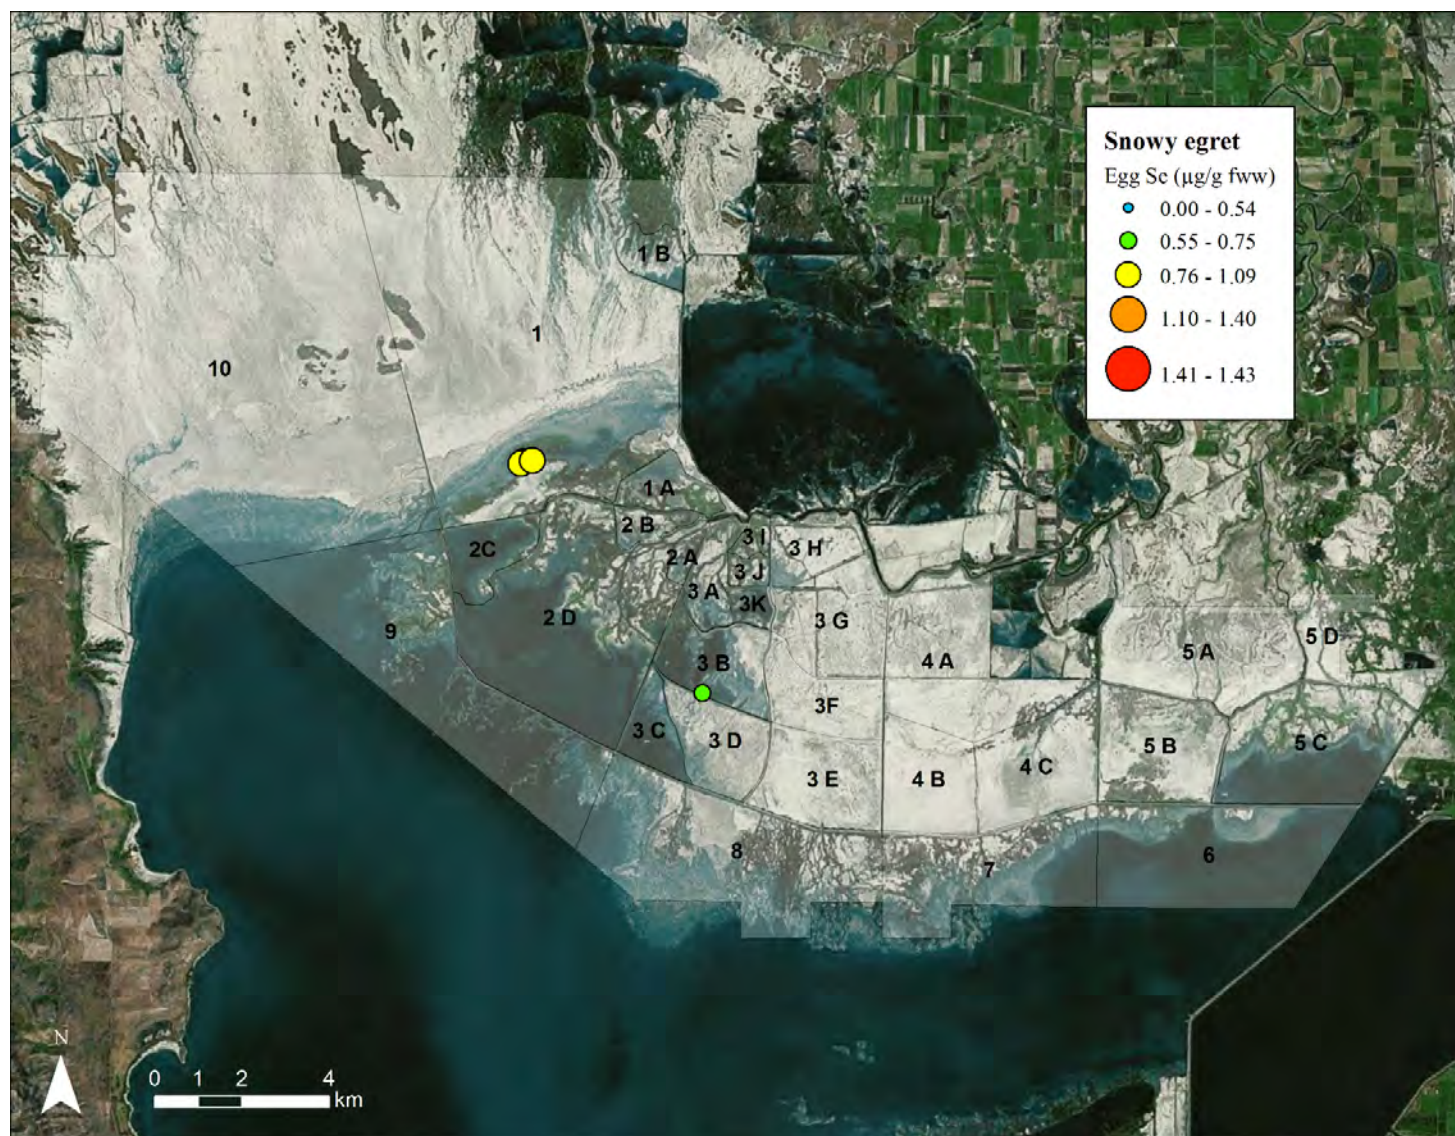 Snowy egret
Egg Se (µg/g fww)
0.00 - 0.54
0.55 - 0.75
0.76 - 1.09
1.10 - 1.40
1.41 - 1.43
1 B
1
10
1 A
2 B
3 I
2C
2 A
3 H
3 J
3 A
3K
2 D
3 G
9
5 D
5 A
3 B
4 A
3F
3 C
3 D
5 B
5 C
4 C
3 E
4 B
8
6
7
N
0 1 2 4
km